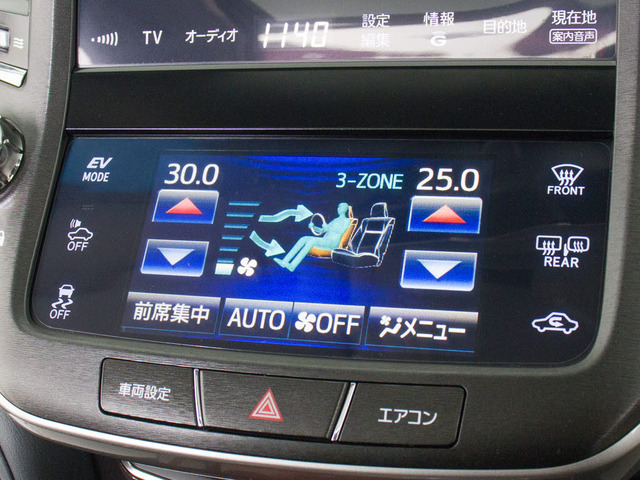 TV オーディオ 1140 設定 編集 情報 G 目的地 現在地 案内音声
EV MODE
30.0 3-ZONE 25.0
FRONT
OFF
REAR
OFF
前席集中 AUTO OFF メニュー
車両設定 エアコン